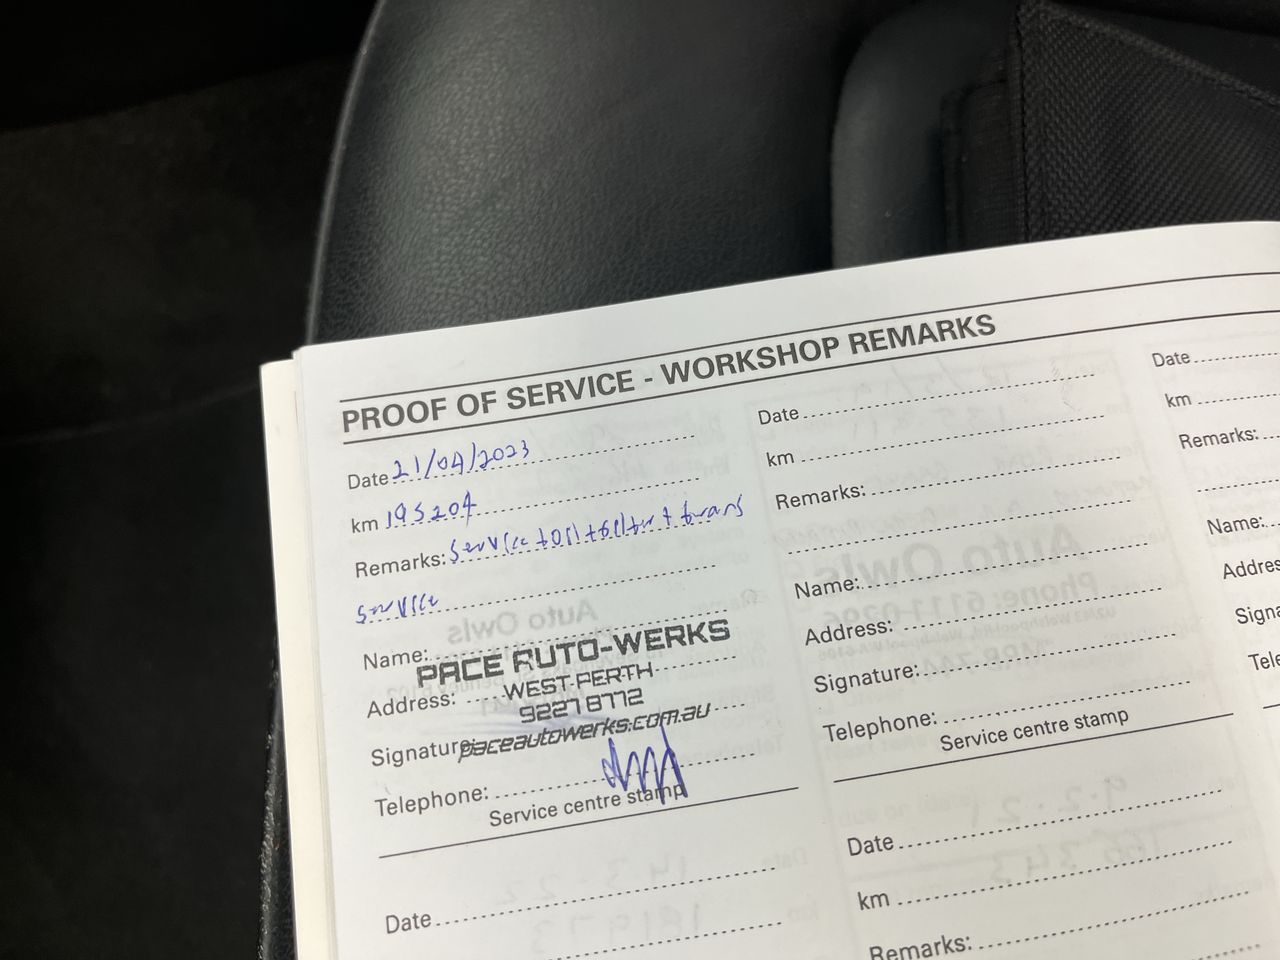 PROOF OF SERVICE - WORKSHOP REMARKS
Date 21/04/2023
km 195204
Remarks: Service + oil + filter + trans
service
Name:
PACE AUTO-WERKS
Address:
WEST PERTH
9227 8772
Signature:
paceautowerks.com.au
Telephone:
Service centre stamp
Date
Date
km
Remarks:
Name:
Address:
Signature:
Telephone:
Service centre stamp
Date
km
Remarks:
Date
km
Remarks:
Name:
Addres
Signa
Tele